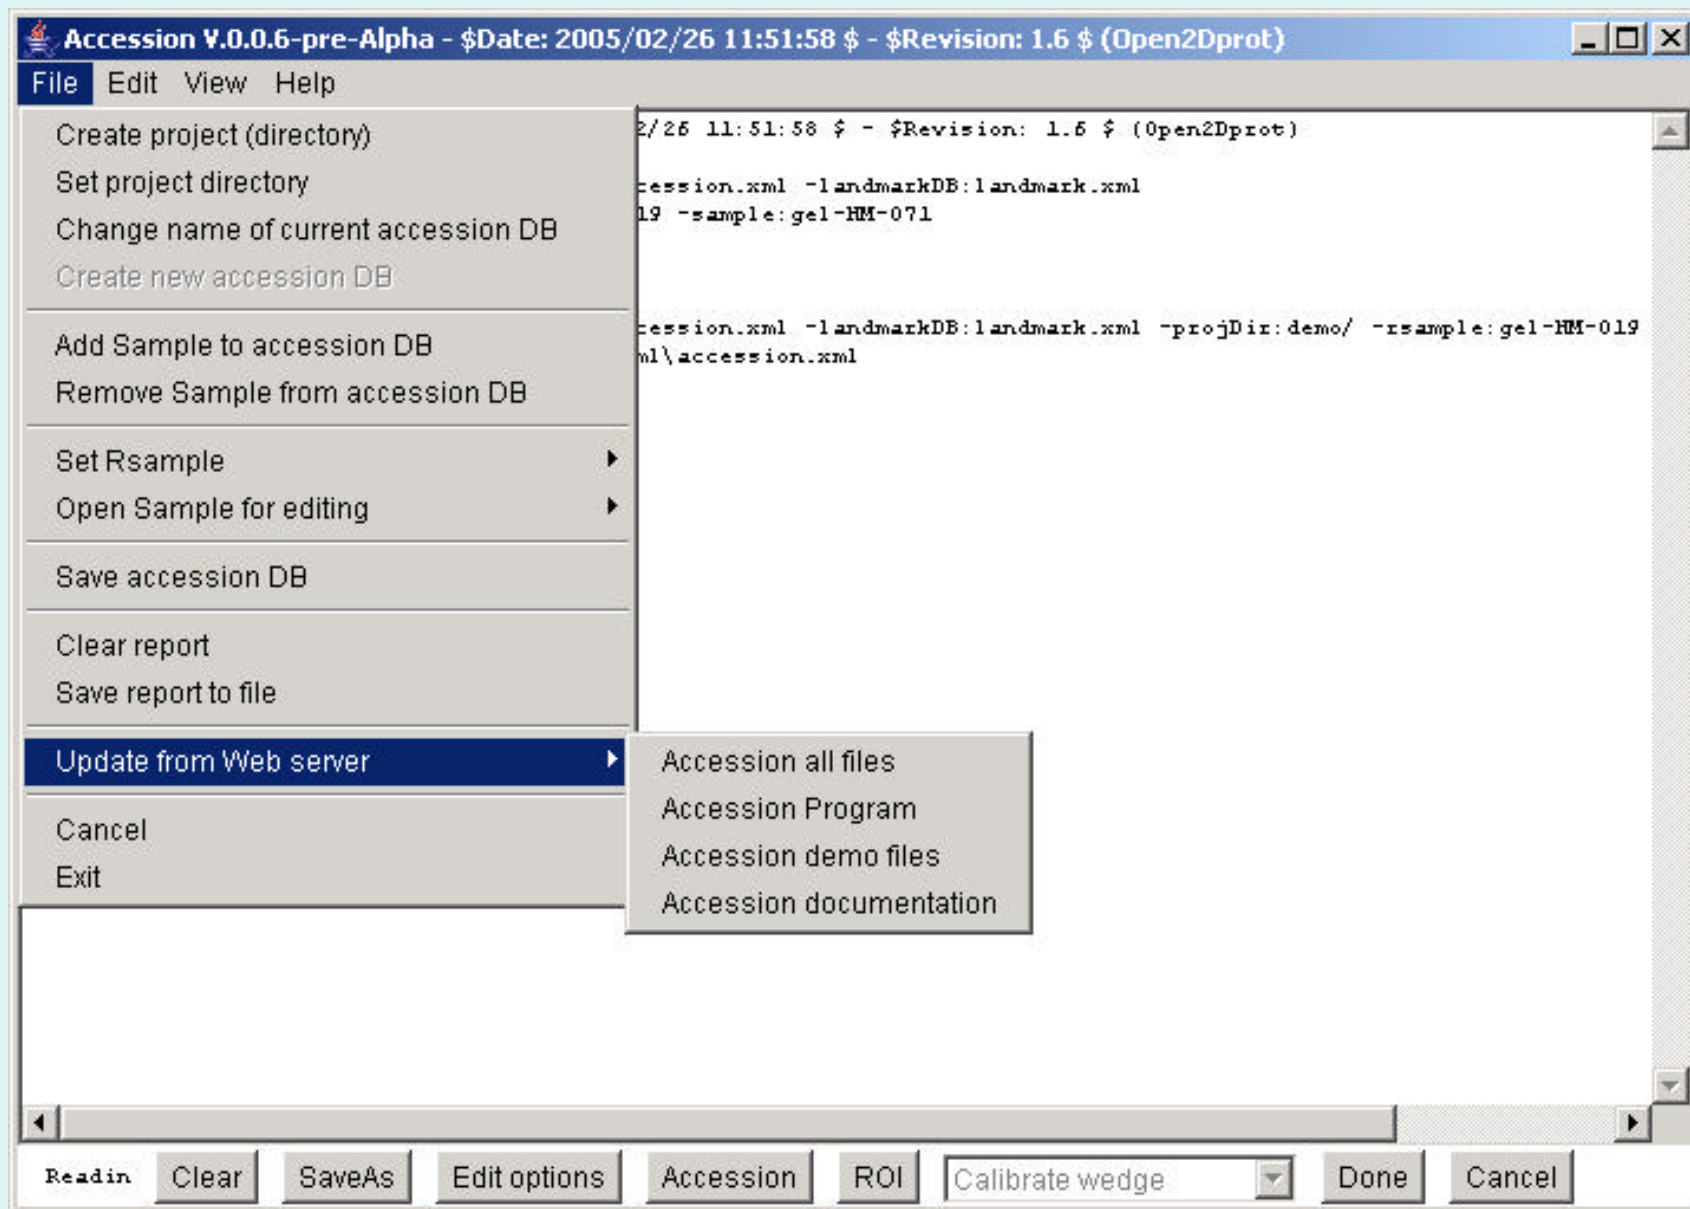 Accession V.0.0.6-pre-Alpha - $Date: 2005/02/26 11:51:58 $ - $Revision: 1.6 $ (Open2Dprot)
File Edit View Help
Create project (directory)
Set project directory
Change name of current accession DB
Create new accession DB
Add Sample to accession DB
Remove Sample from accession DB
Set Rsample
Open Sample for editing
Save accession DB
Clear report
Save report to file
Update from Web server
Cancel
Exit
Accession all files
Accession Program
Accession demo files
Accession documentation
2/26 11:51:58 $ - $Revision: 1.6 $ (Open2Dprot)
cession.xml -landmarkDB:landmark.xml
19 -sample:gel-HM-071
cession.xml -landmarkDB:landmark.xml -projDir:demo/ -rsample:gel-HM-019
ml\accession.xml
Readin Clear SaveAs Edit options Accession ROI Calibrate wedge Done Cancel